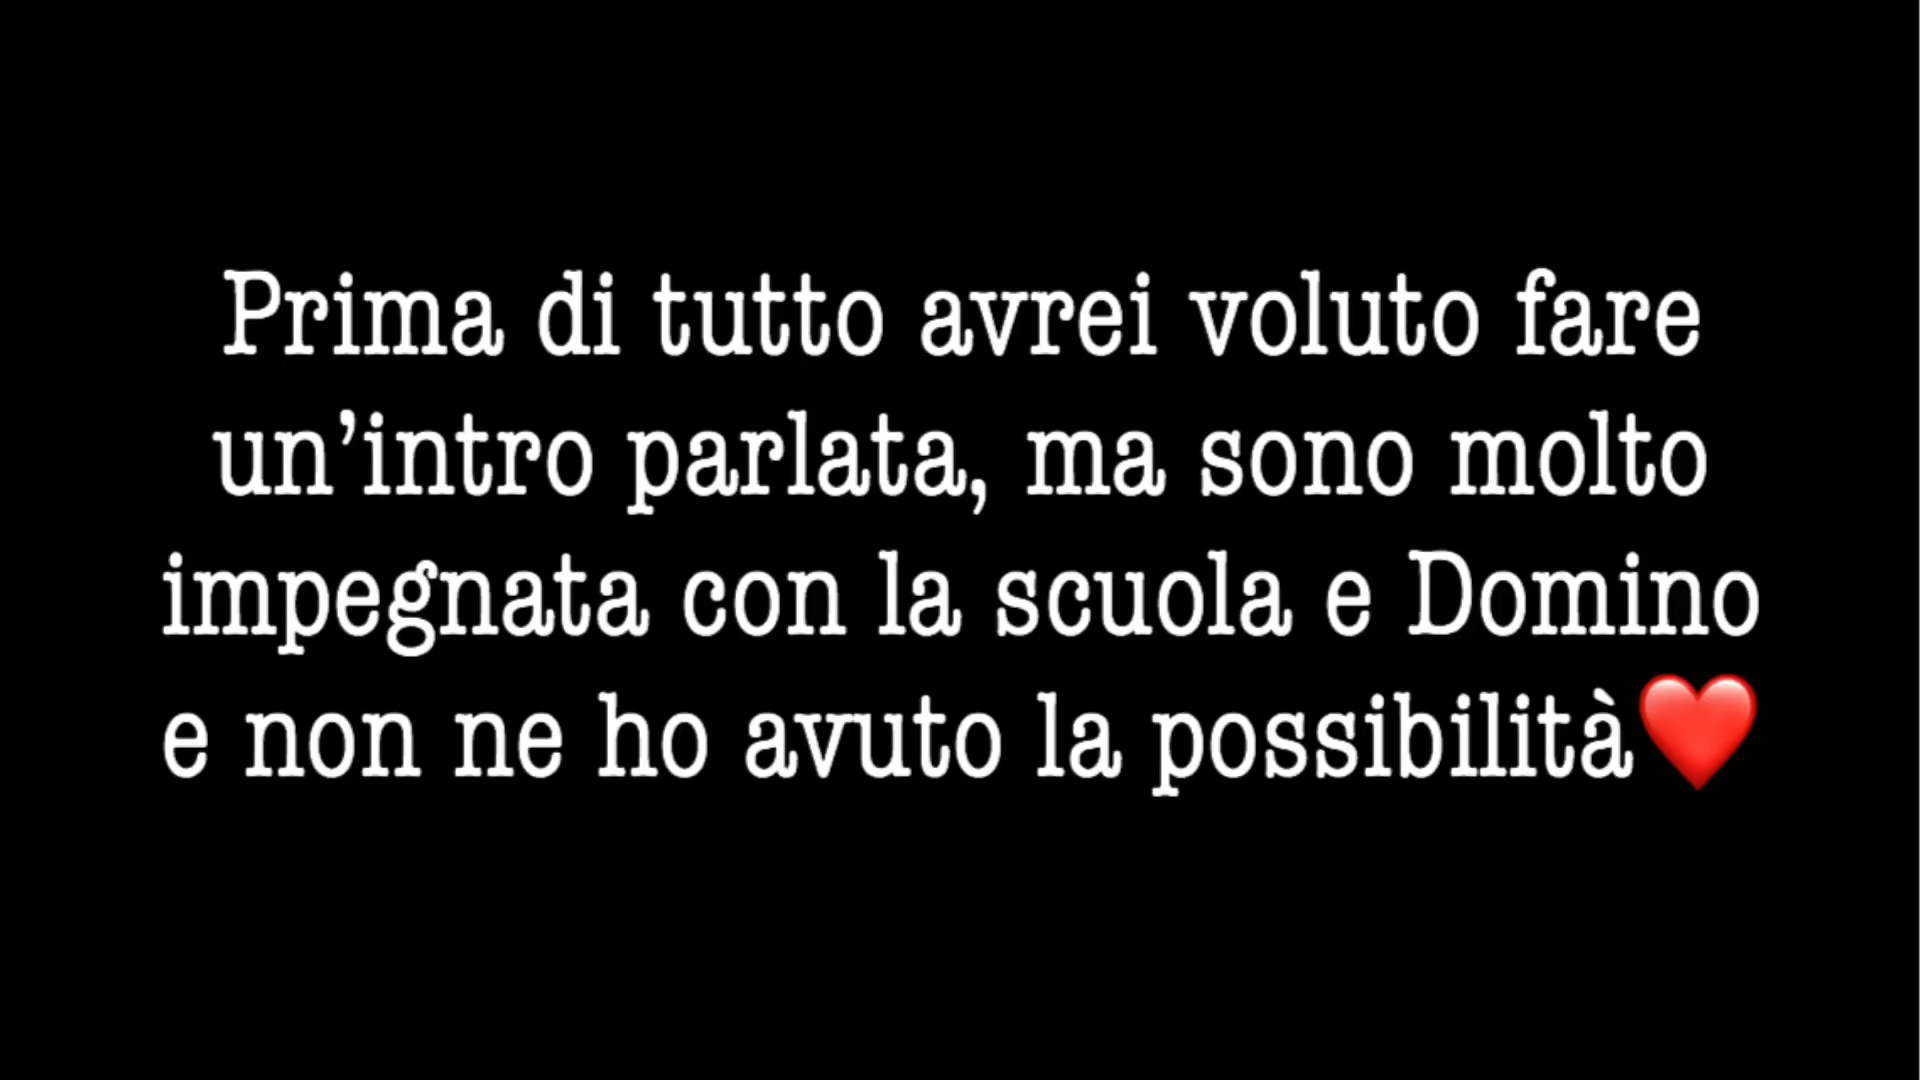 Prima di tutto avrei voluto fare
un’intro parlata, ma sono molto
impegnata con la scuola e Domino
e non ne ho avuto la possibilità❤️